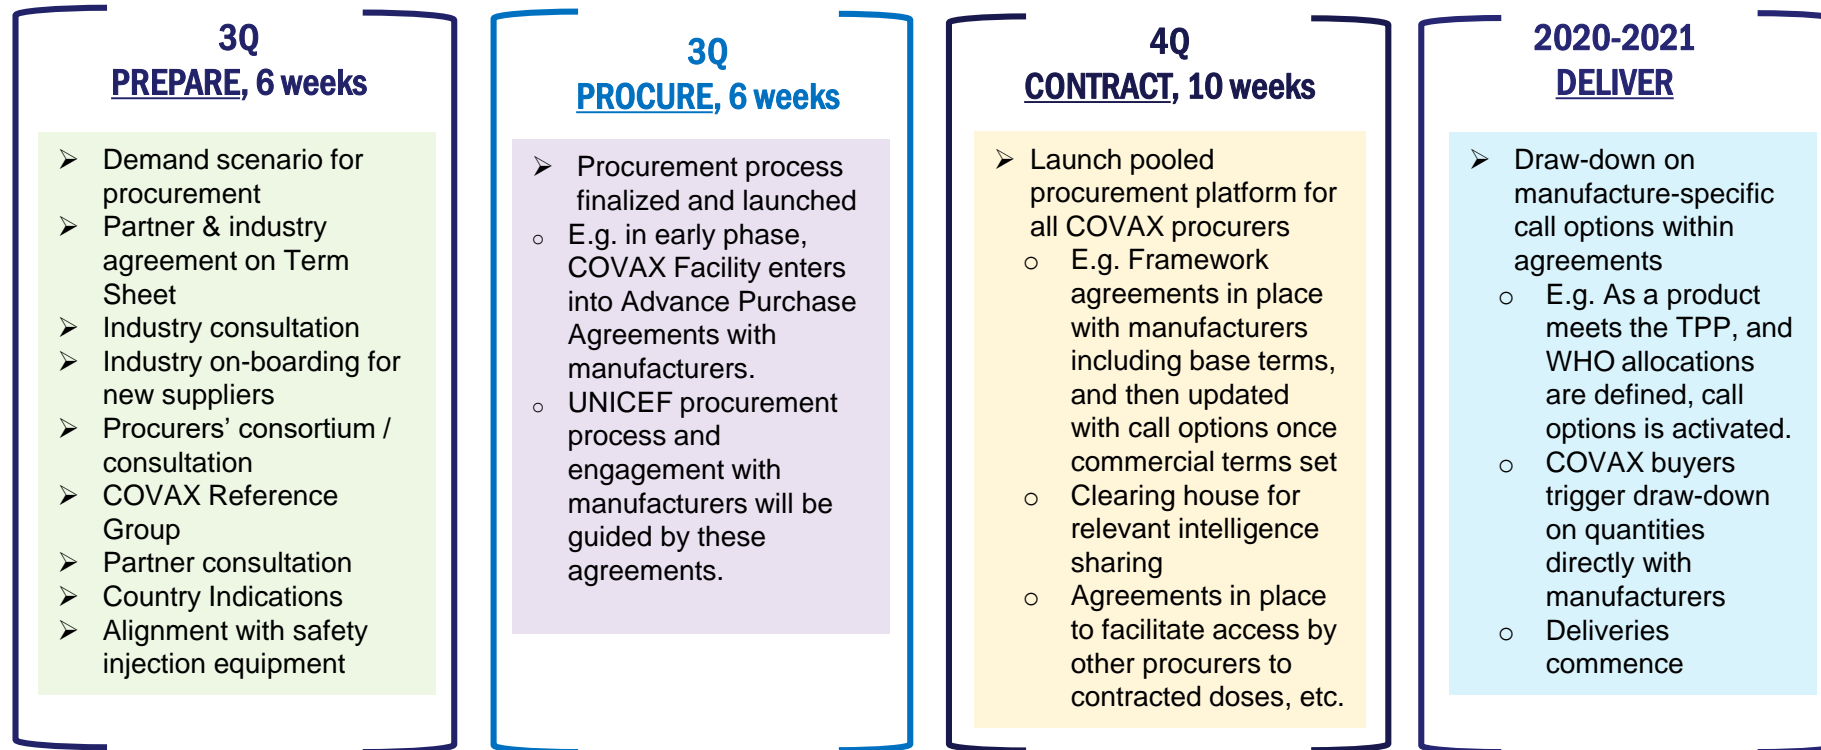 3Q
PREPARE, 6 weeks
➢ Demand scenario for
procurement
➢ Partner & industry
agreement on Term
Sheet
➢ Industry consultation
➢ Industry on-boarding for
new suppliers
➢ Procurers’ consortium /
consultation
➢ COVAX Reference
Group
➢ Partner consultation
➢ Country Indications
➢ Alignment with safety
injection equipment
3Q
PROCURE, 6 weeks
➢ Procurement process
finalized and launched
o E.g. in early phase,
COVAX Facility enters
into Advance Purchase
Agreements with
manufacturers.
o UNICEF procurement
process and
engagement with
manufacturers will be
guided by these
agreements.
4Q
CONTRACT, 10 weeks
➢ Launch pooled
procurement platform for
all COVAX procurers
o E.g. Framework
agreements in place
with manufacturers
including base terms,
and then updated
with call options once
commercial terms set
o Clearing house for
relevant intelligence
sharing
o Agreements in place
to facilitate access by
other procurers to
contracted doses, etc.
2020-2021
DELIVER
➢ Draw-down on
manufacture-specific
call options within
agreements
o E.g. As a product
meets the TPP, and
WHO allocations
are defined, call
options is activated.
o COVAX buyers
trigger draw-down
on quantities
directly with
manufacturers
o Deliveries
commence